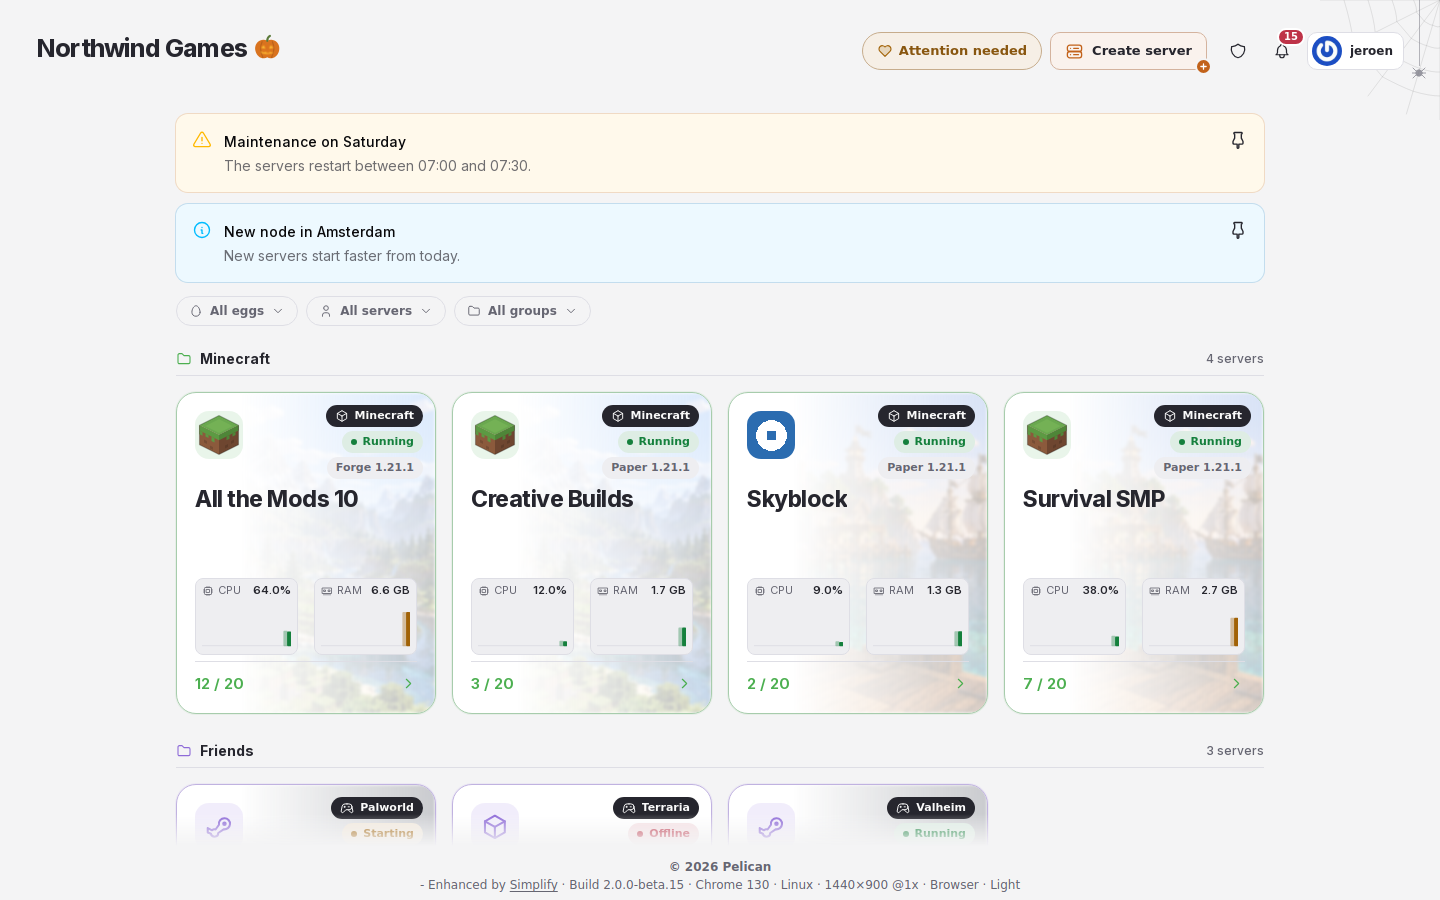 Northwind Games
Attention needed
Create server
15
jeroen
Maintenance on Saturday
The servers restart between 07:00 and 07:30.
New node in Amsterdam
New servers start faster from today.
All eggs
All servers
All groups
Minecraft
4 servers
Minecraft
Running
Forge 1.21.1
All the Mods 10
CPU 64.0%
RAM 6.6 GB
12 / 20
Minecraft
Running
Paper 1.21.1
Creative Builds
CPU 12.0%
RAM 1.7 GB
3 / 20
Minecraft
Running
Paper 1.21.1
Skyblock
CPU 9.0%
RAM 1.3 GB
2 / 20
Minecraft
Running
Paper 1.21.1
Survival SMP
CPU 38.0%
RAM 2.7 GB
7 / 20
Friends
3 servers
Palworld
Starting
Terraria
Offline
Valheim
Running
© 2026 Pelican
- Enhanced by Simplify · Build 2.0.0-beta.15 · Chrome 130 · Linux · 1440×900 @1x · Browser · Light